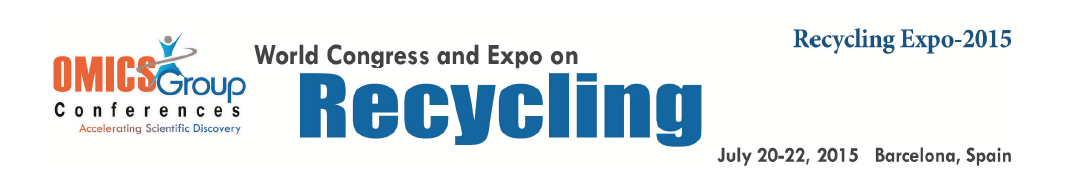 OMICS Group
Conferences
Accelerating Scientific Discovery
World Congress and Expo on
Recycling
Recycling Expo-2015
July 20-22, 2015 Barcelona, Spain